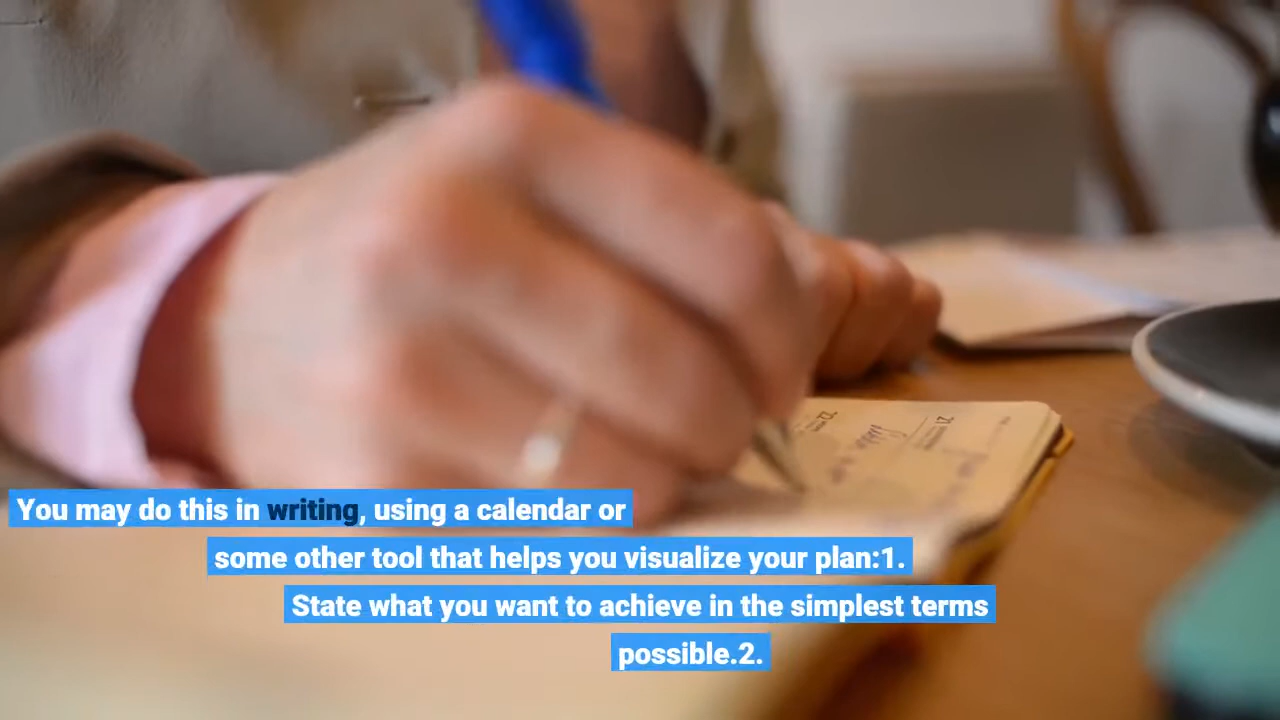 You may do this in writing, using a calendar or
some other tool that helps you visualize your plan:1.
State what you want to achieve in the simplest terms
possible.2.